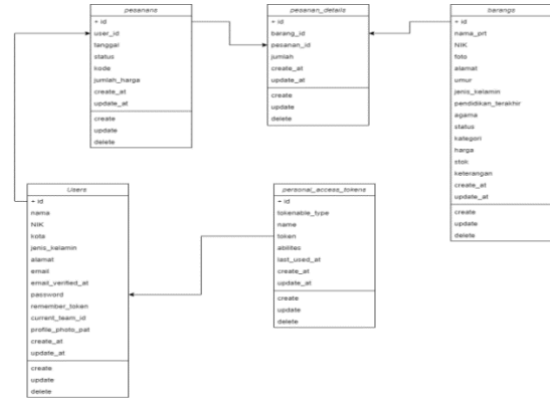 pesanans
+ id
user_id
tanggal
status
kode
jumlah_harga
create_at
update_at
create
update
delete
pesanan_details
+ id
barang_id
pesanan_id
jumlah
create_at
update_at
create
update
delete
barangs
+ id
nama_prt
NIK
foto
alamat
umur
jenis_kelamin
pendidikan_terakhir
agama
status
kategori
harga
stok
keterangan
create_at
update_at
create
update
delete
Users
+ id
nama
NIK
kota
jenis_kelamin
alamat
email
email_verified_at
password
remember_token
current_team_id
profile_photo_pat
create_at
update_at
create
update
delete
personal_access_tokens
+ id
tokenable_type
name
token
abilites
last_used_at
create_at
update_at
create
update
delete